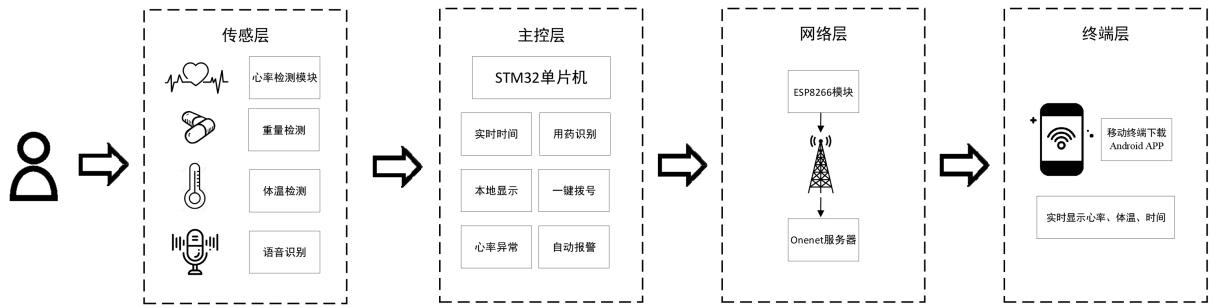 传感层
心率检测模块
重量检测
体温检测
语音识别
主控层
STM32单片机
实时时间
用药识别
本地显示
一键拨号
心率异常
自动报警
网络层
ESP8266模块
Onenet服务器
终端层
移动终端下载
Android APP
实时显示心率、体温、时间